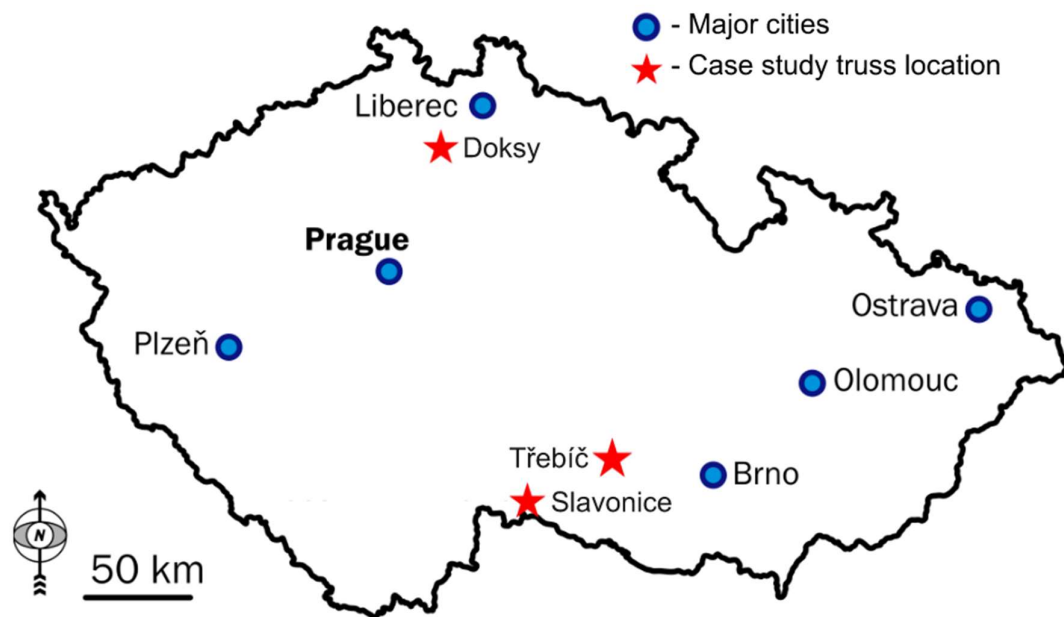 - Major cities
- Case study truss location
Liberec
Doksy
Prague
Ostrava
Plzeň
Olomouc
Třebíč
Brno
Slavonice
N
50 km